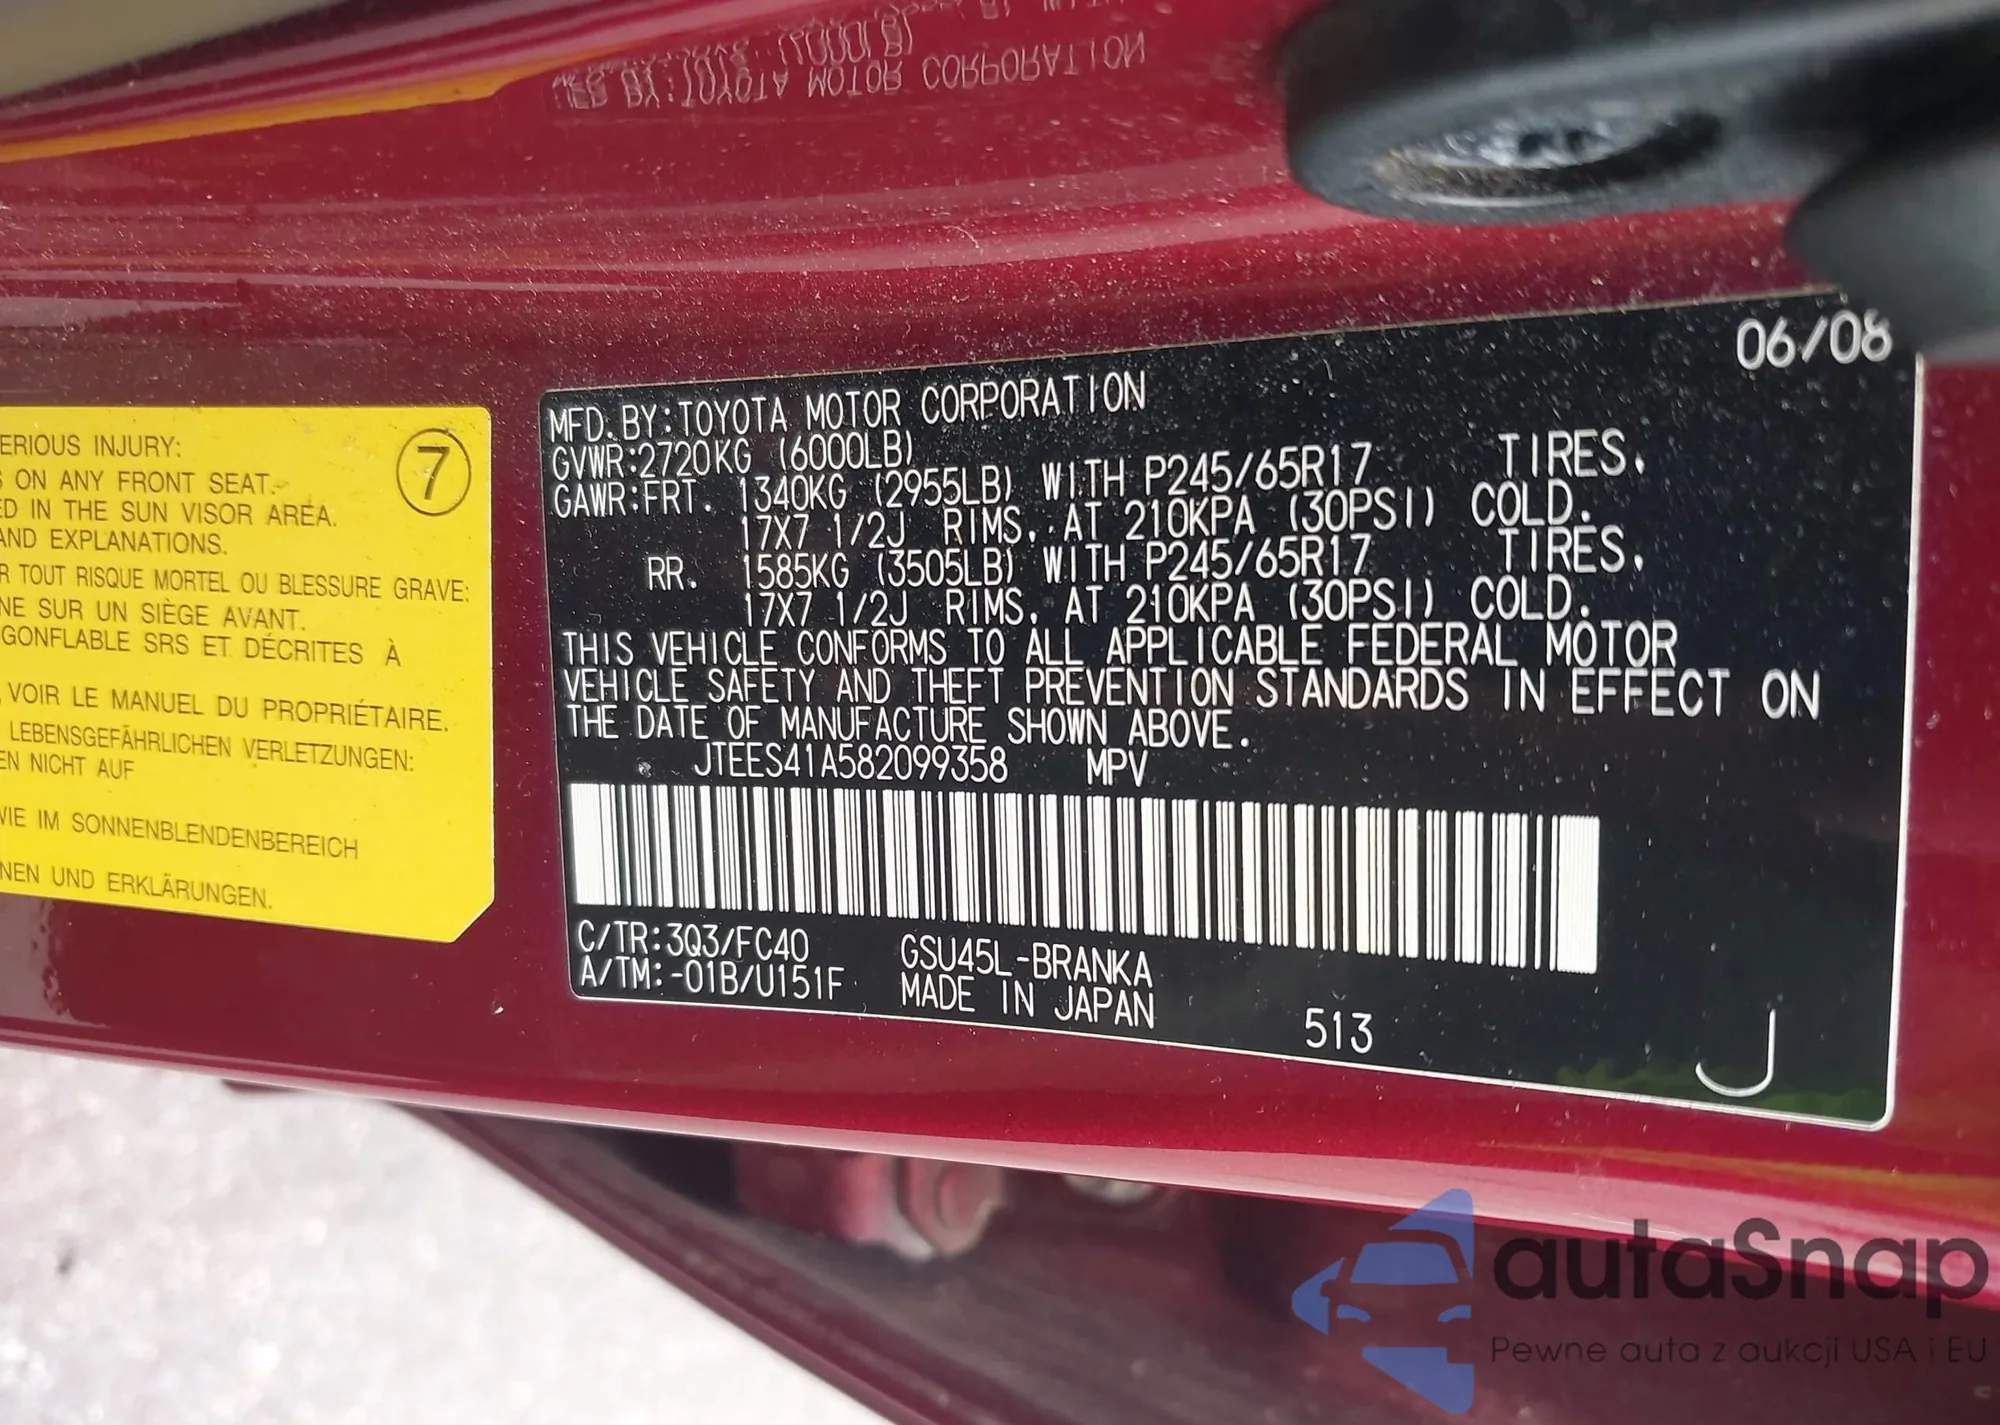 MFD. BY:TOYOTA MOTOR CORPORATION
06/08
GVWR:2720KG (6000LB)
GAWR:FRT. 1340KG (2955LB) WITH P245/65R17 TIRES.
17X7 1/2J RIMS, AT 210KPA (30PSI) COLD.
RR. 1585KG (3505LB) WITH P245/65R17 TIRES.
17X7 1/2J RIMS, AT 210KPA (30PSI) COLD.
THIS VEHICLE CONFORMS TO ALL APPLICABLE FEDERAL MOTOR
VEHICLE SAFETY AND THEFT PREVENTION STANDARDS IN EFFECT ON
THE DATE OF MANUFACTURE SHOWN ABOVE.
JTEES41A582099358 MPV
C/TR:3Q3/FC40 GSU45L-BRANKA
A/TM:-01B/U151F MADE IN JAPAN
513
J
ERIOUS INJURY:
7
ON ANY FRONT SEAT.
ED IN THE SUN VISOR AREA.
AND EXPLANATIONS.
R TOUT RISQUE MORTEL OU BLESSURE GRAVE:
NE SUR UN SIÈGE AVANT.
GONFLABLE SRS ET DÉCRITES À
, VOIR LE MANUEL DU PROPRIÉTAIRE.
LEBENSGEFÄHRLICHEN VERLETZUNGEN:
EN NICHT AUF
WIE IM SONNENBLENDENBEREICH
NEN UND ERKLÄRUNGEN.
autaSnap
Pewne auta z aukcji USA i EU